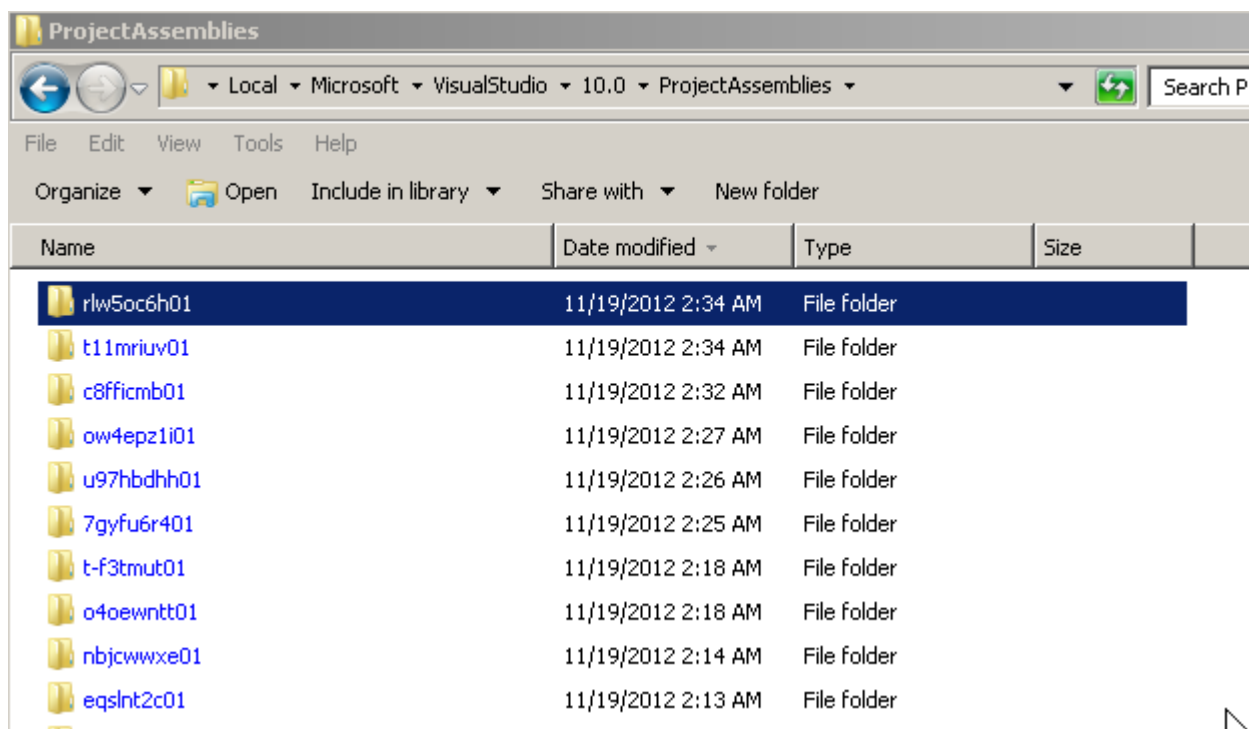 ProjectAssemblies
Local Microsoft VisualStudio 10.0 ProjectAssemblies Search P
File Edit View Tools Help
Organize Open Include in library Share with New folder
Name Date modified Type Size
rlw5oc6h01 11/19/2012 2:34 AM File folder
t11mriuv01 11/19/2012 2:34 AM File folder
c8fficmb01 11/19/2012 2:32 AM File folder
ow4epz1i01 11/19/2012 2:27 AM File folder
u97hbdhh01 11/19/2012 2:26 AM File folder
7gyfu6r401 11/19/2012 2:25 AM File folder
t-f3tmut01 11/19/2012 2:18 AM File folder
o4oewntt01 11/19/2012 2:18 AM File folder
nbjcwwxe01 11/19/2012 2:14 AM File folder
eqslnt2c01 11/19/2012 2:13 AM File folder